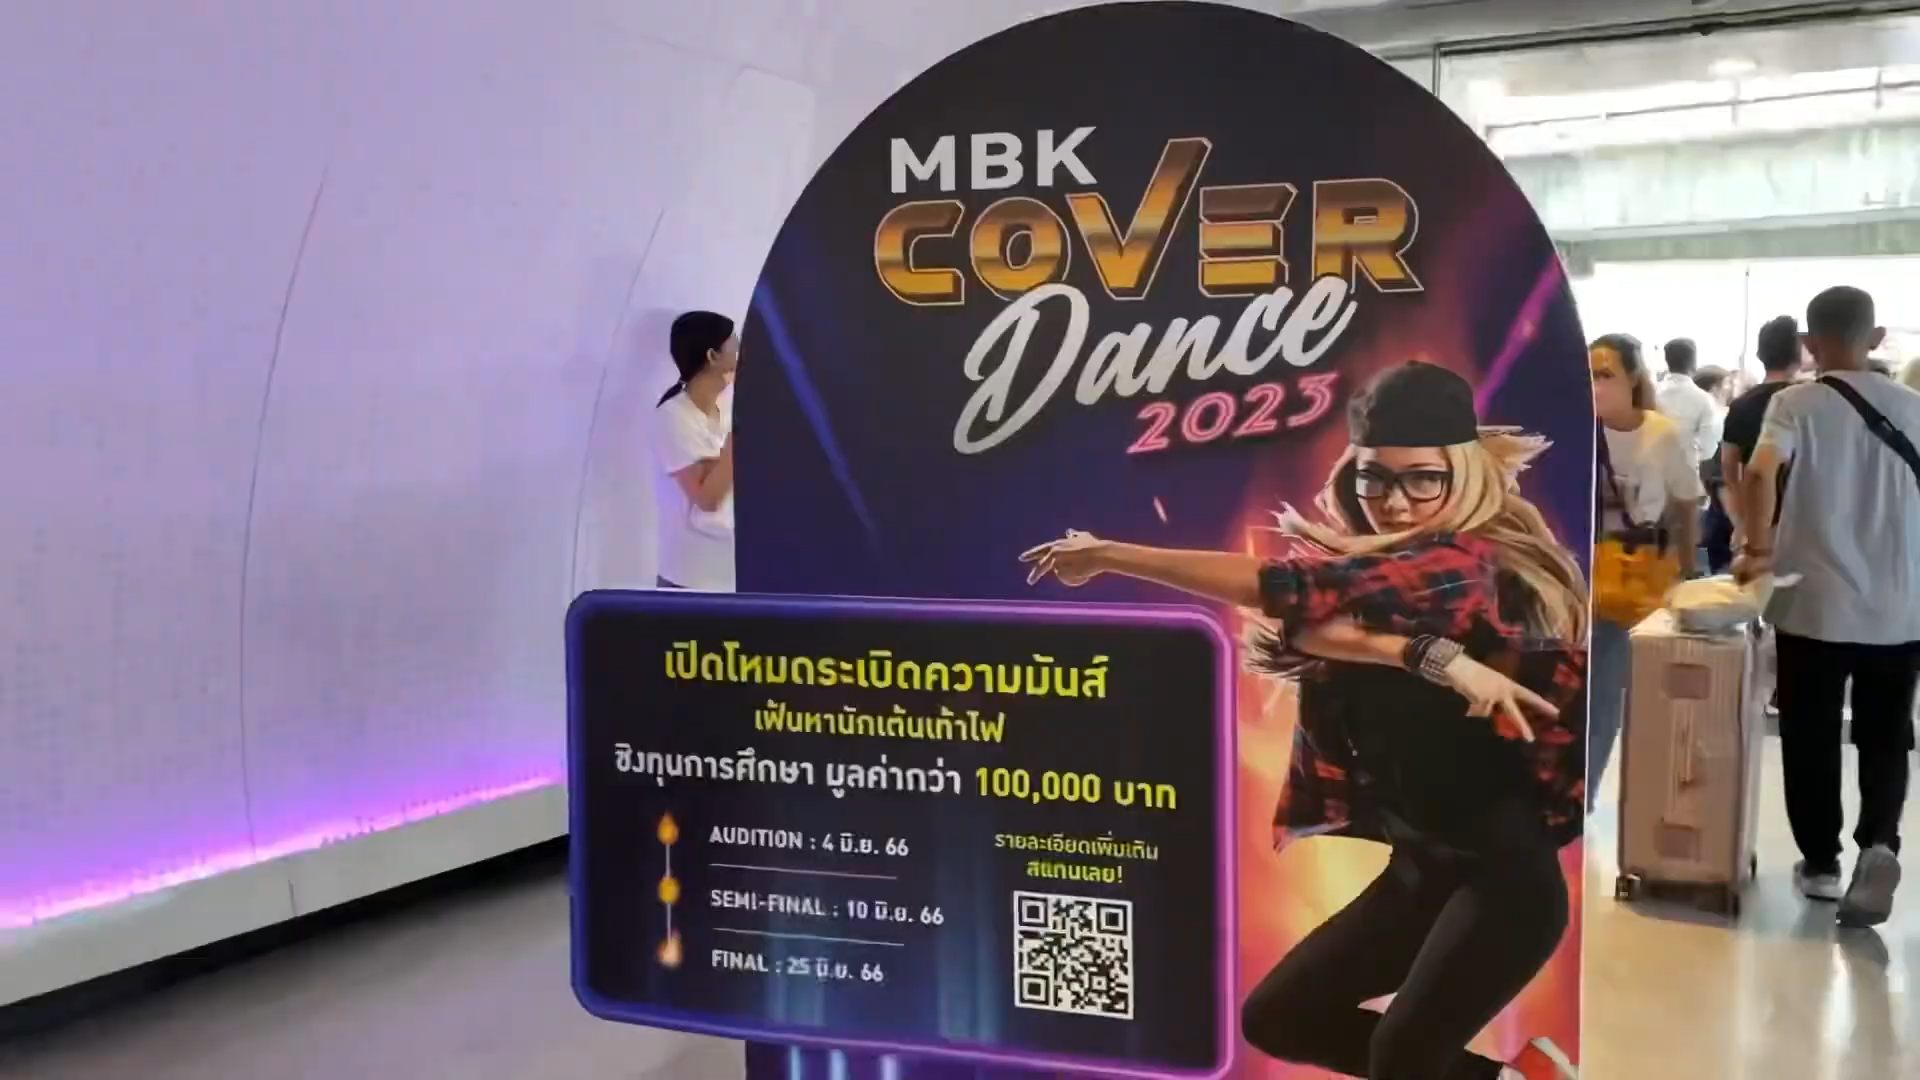 MBK
COVER
Dance
2023
เปิดโหมดระเบิดความมันส์
เฟ้นหานักเต้นเท้าไฟ
ชิงทุนการศึกษา มูลค่ากว่า 100,000 บาท
AUDITION : 4 มิ.ย. 66
SEMI-FINAL : 10 มิ.ย. 66
FINAL : 25 มิ.ย. 66
รายละเอียดเพิ่มเติม
สแกนเลย!